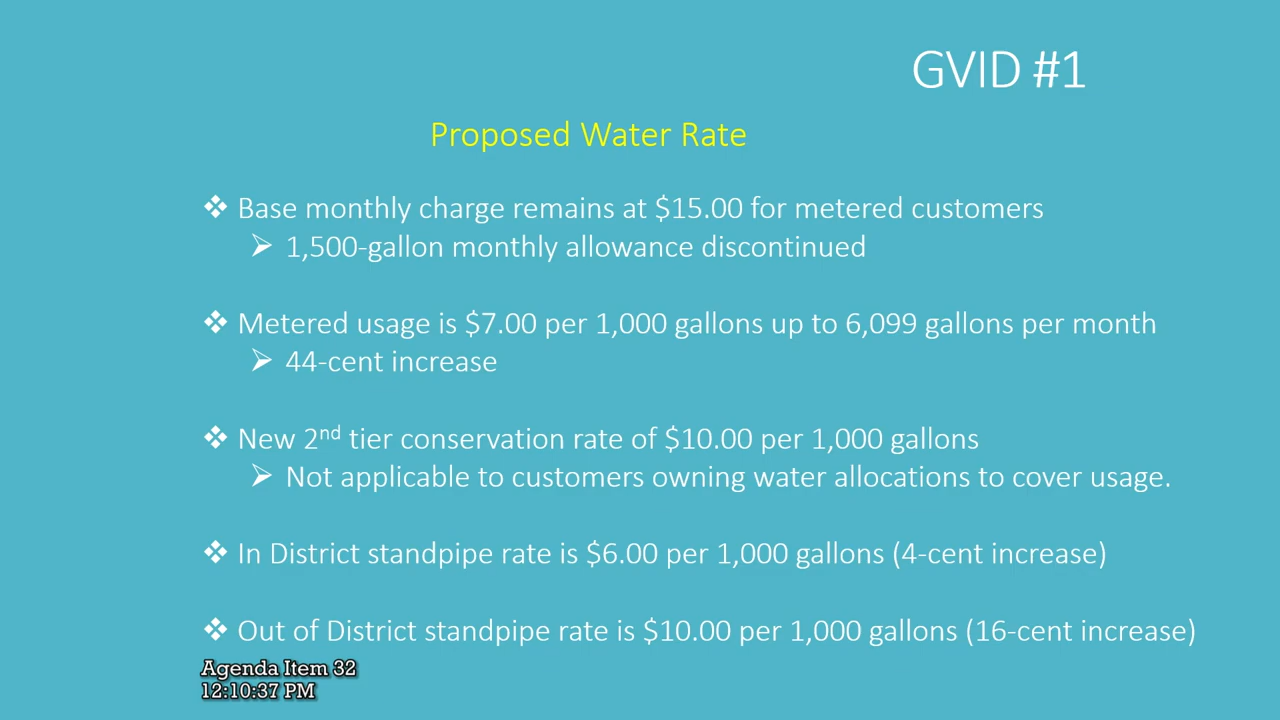 GVID #1
Proposed Water Rate
❖ Base monthly charge remains at $15.00 for metered customers
➢ 1,500-gallon monthly allowance discontinued
❖ Metered usage is $7.00 per 1,000 gallons up to 6,099 gallons per month
➢ 44-cent increase
❖ New 2nd tier conservation rate of $10.00 per 1,000 gallons
➢ Not applicable to customers owning water allocations to cover usage.
❖ In District standpipe rate is $6.00 per 1,000 gallons (4-cent increase)
❖ Out of District standpipe rate is $10.00 per 1,000 gallons (16-cent increase)
Agenda Item 32
12:10:37 PM